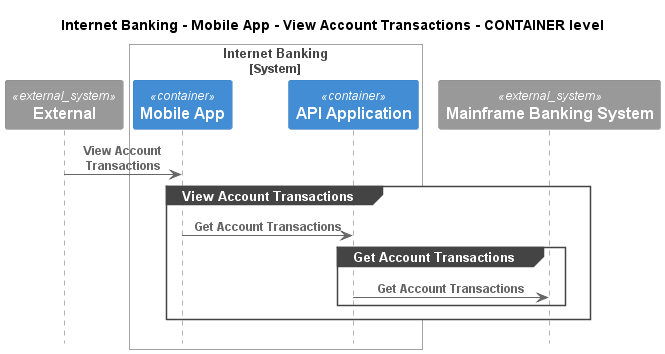 Internet Banking - Mobile App - View Account Transactions - CONTAINER level
Internet Banking
[System]
«external_system»
External
«container»
Mobile App
«container»
API Application
«external_system»
Mainframe Banking System
View Account
Transactions
View Account Transactions
Get Account Transactions
Get Account Transactions
Get Account Transactions